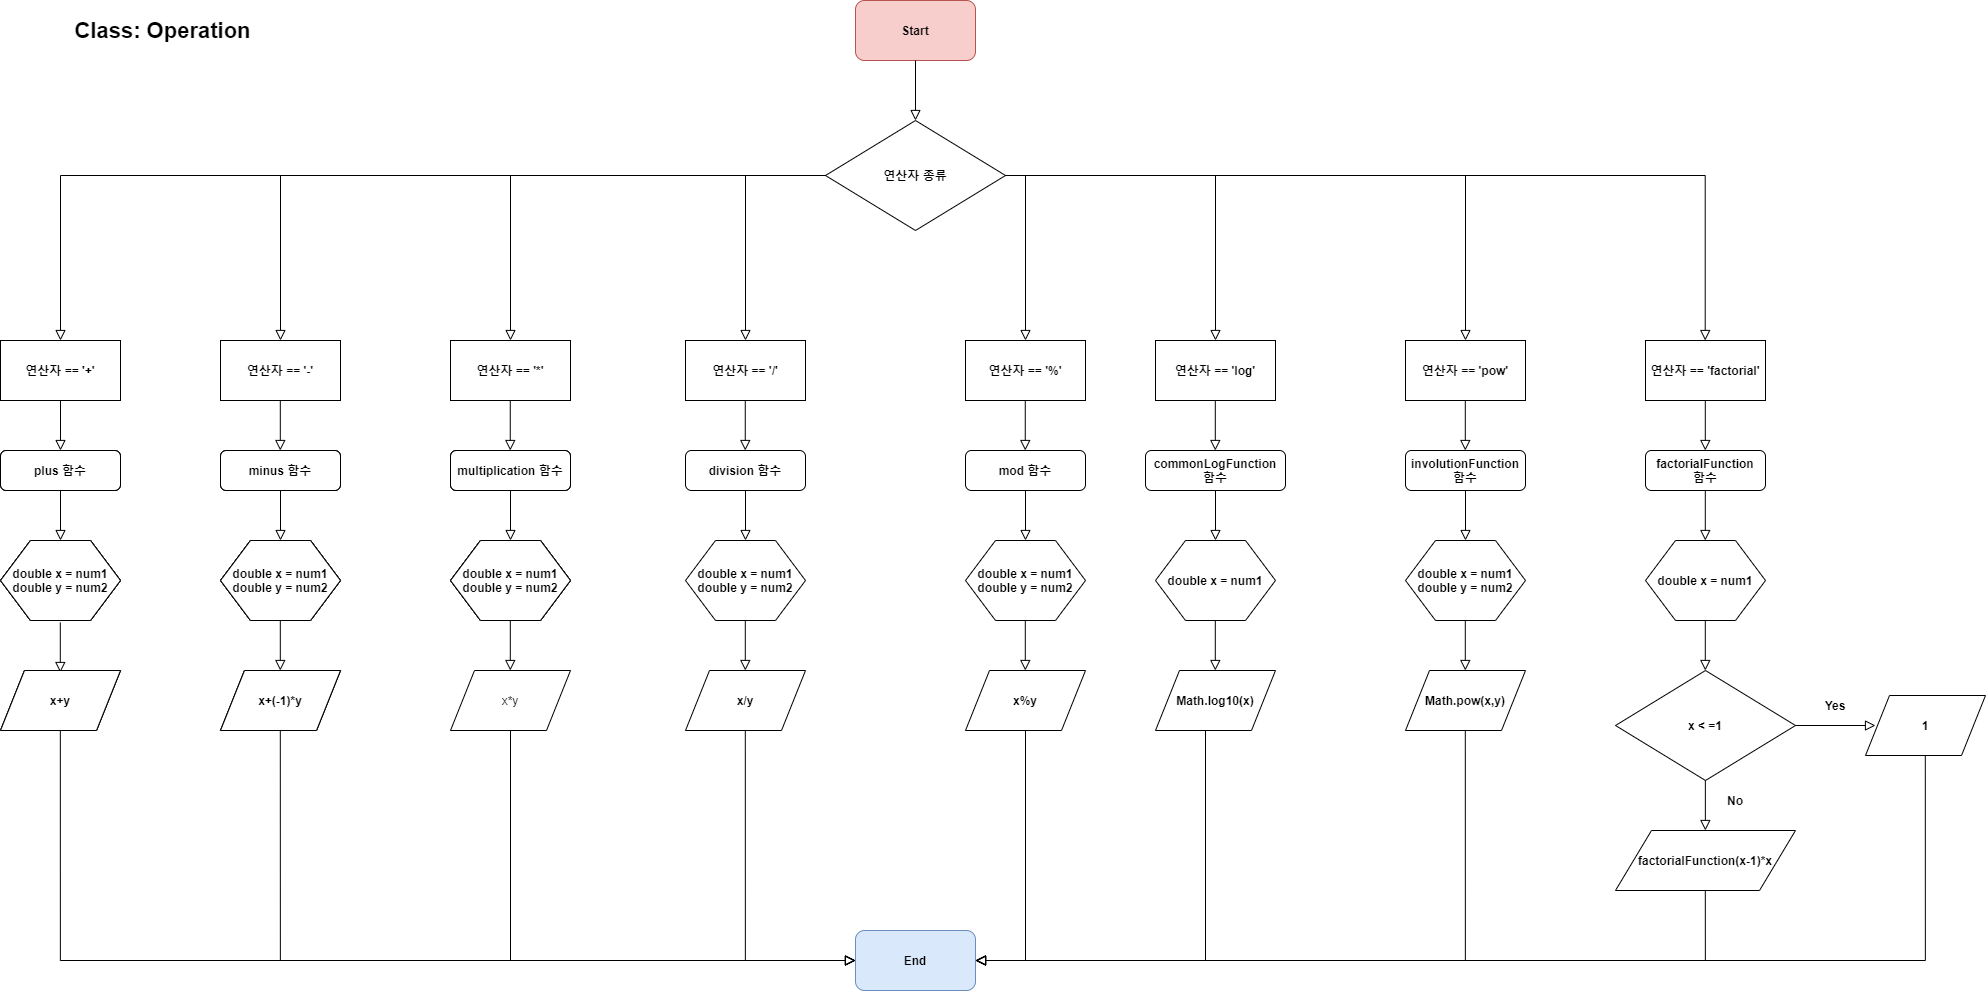 Class: Operation
Start
연산자 종류
연산자 == '+'
연산자 == '-'
연산자 == '*'
연산자 == '/'
연산자 == '%'
연산자 == 'log'
연산자 == 'pow'
연산자 == 'factorial'
plus 함수
minus 함수
multiplication 함수
division 함수
mod 함수
commonLogFunction
함수
involutionFunction
함수
factorialFunction
함수
double x = num1
double y = num2
double x = num1
double y = num2
double x = num1
double y = num2
double x = num1
double y = num2
double x = num1
double y = num2
double x = num1
double x = num1
double y = num2
double x = num1
x+y
x+(-1)*y
x*y
x/y
x%y
Math.log10(x)
Math.pow(x,y)
x < =1
Yes
1
No
factorialFunction(x-1)*x
End